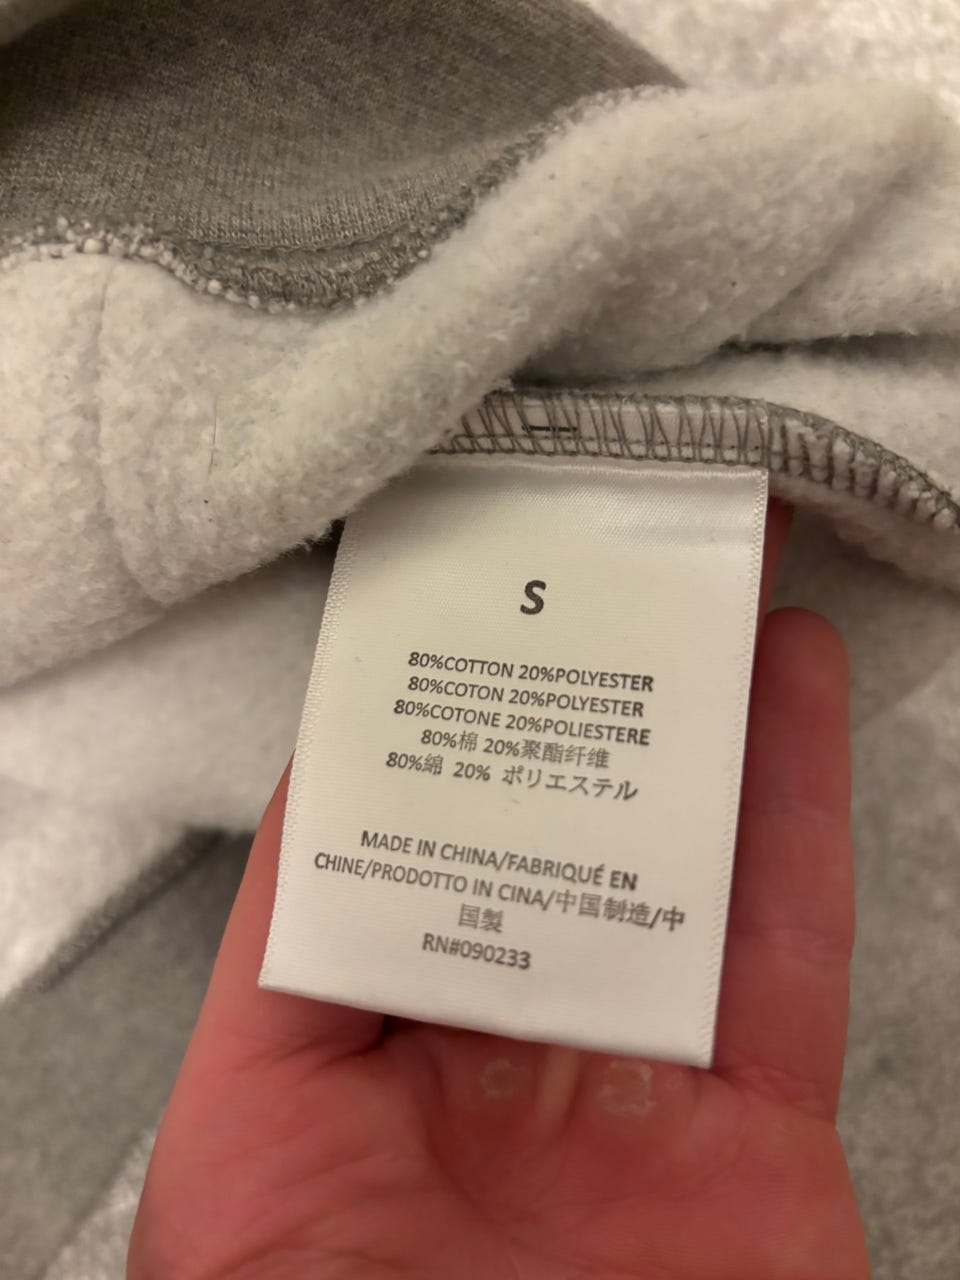 S
80%COTTON 20%POLYESTER
80%COTON 20%POLYESTER
80%COTONE 20%POLIESTERE
80%棉 20%聚酯纤维
80%綿 20% ポリエステル
MADE IN CHINA/FABRIQUÉ EN
CHINE/PRODOTTO IN CINA/中国制造/中
国製
RN#090233